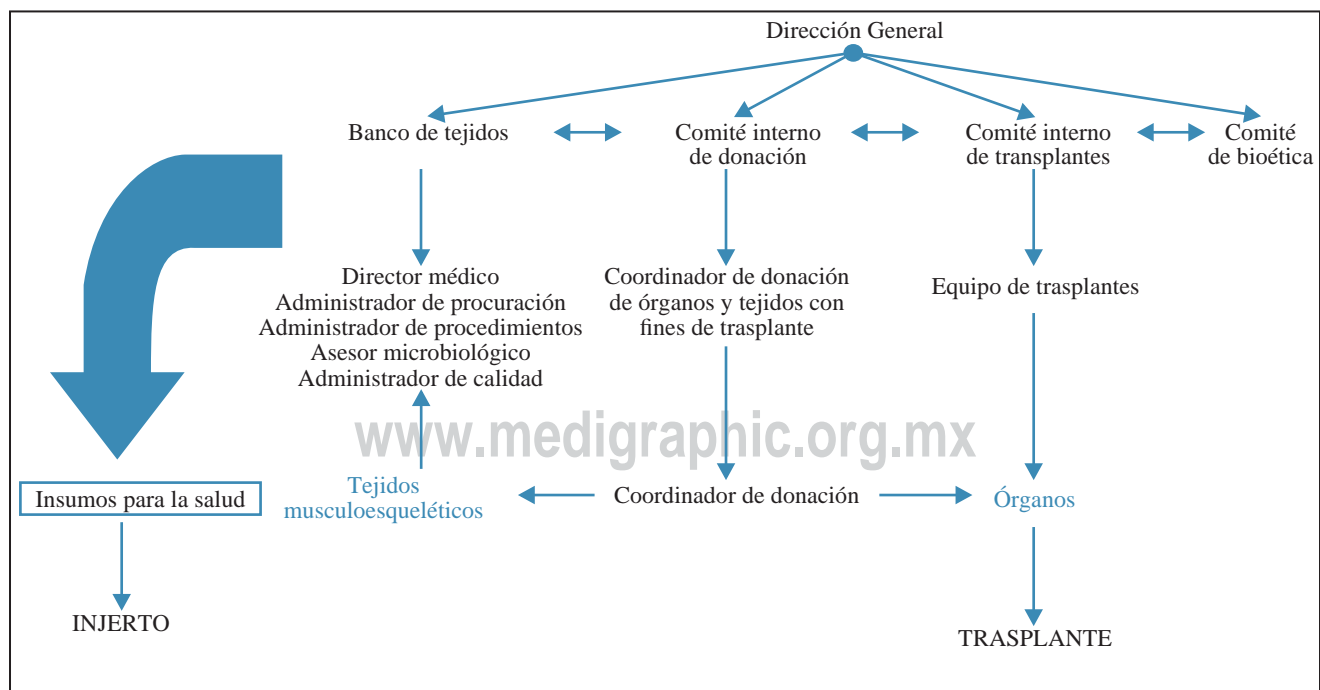 Dirección General
Banco de tejidos
Comité interno
de donación
Comité interno
de transplantes
Comité
de bioética
Director médico
Administrador de procuración
Administrador de procedimientos
Asesor microbiológico
Administrador de calidad
Coordinador de donación
de órganos y tejidos con
fines de trasplante
Equipo de trasplantes
www.medigraphic.org.mx
Insumos para la salud
Tejidos
musculoesqueléticos
Coordinador de donación
Órganos
INJERTO
TRASPLANTE